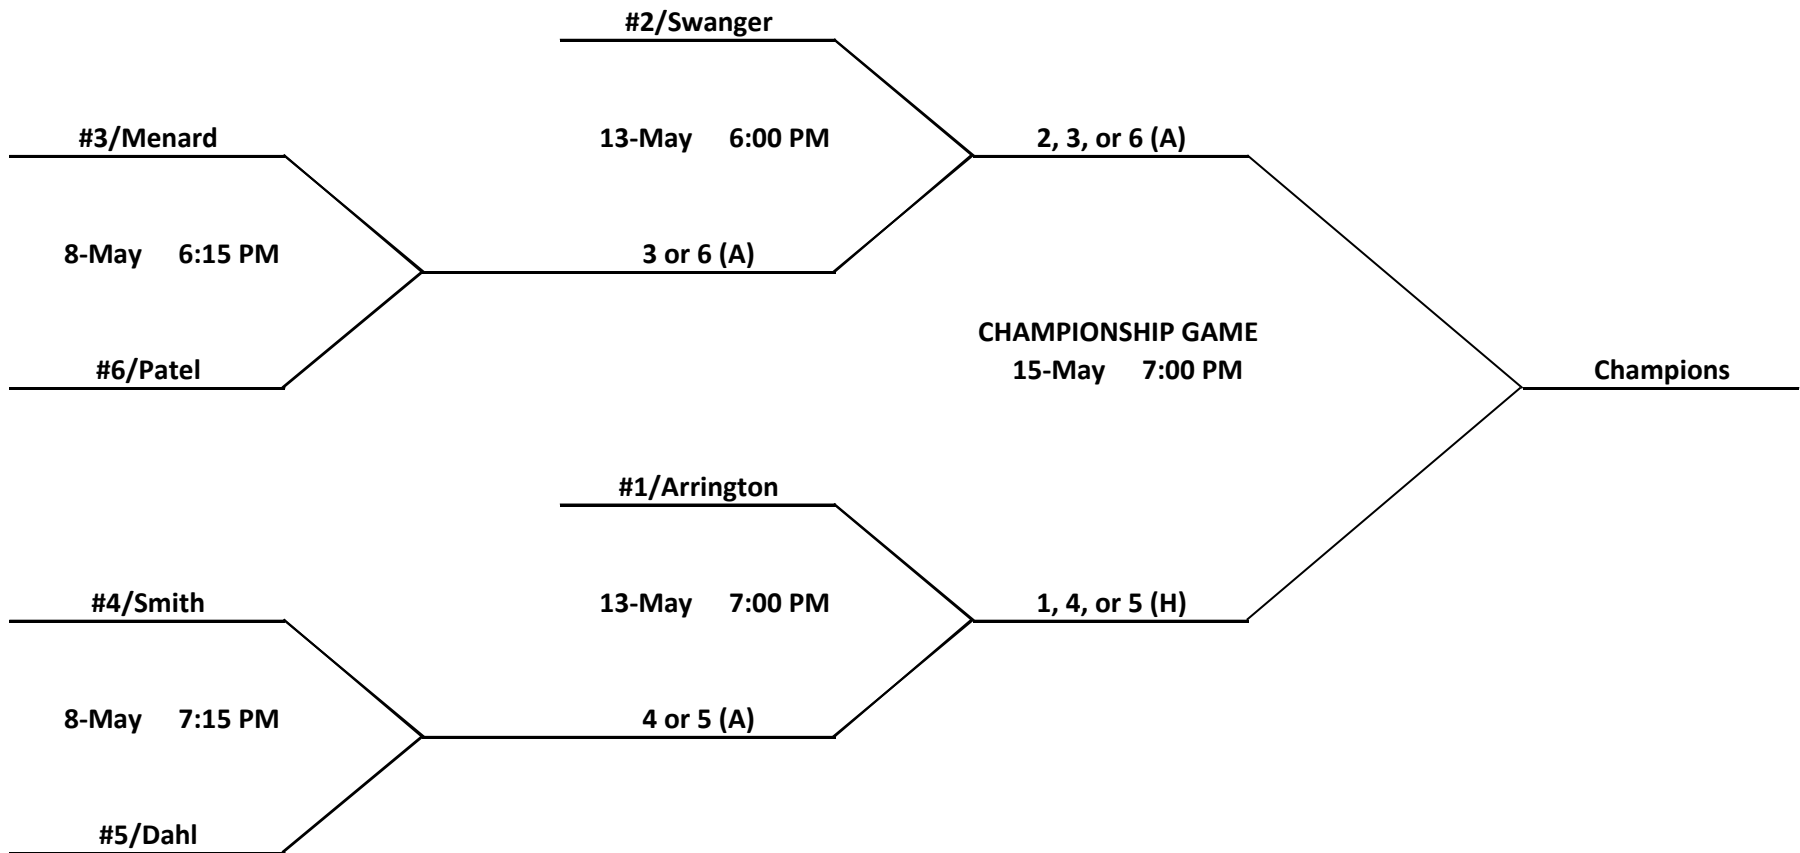 #2/Swanger
#3/Menard
13-May 6:00 PM
2, 3, or 6 (A)
8-May 6:15 PM
3 or 6 (A)
CHAMPIONSHIP GAME
#6/Patel
15-May 7:00 PM
Champions
#1/Arrington
#4/Smith
13-May 7:00 PM
1, 4, or 5 (H)
8-May 7:15 PM
4 or 5 (A)
#5/Dahl